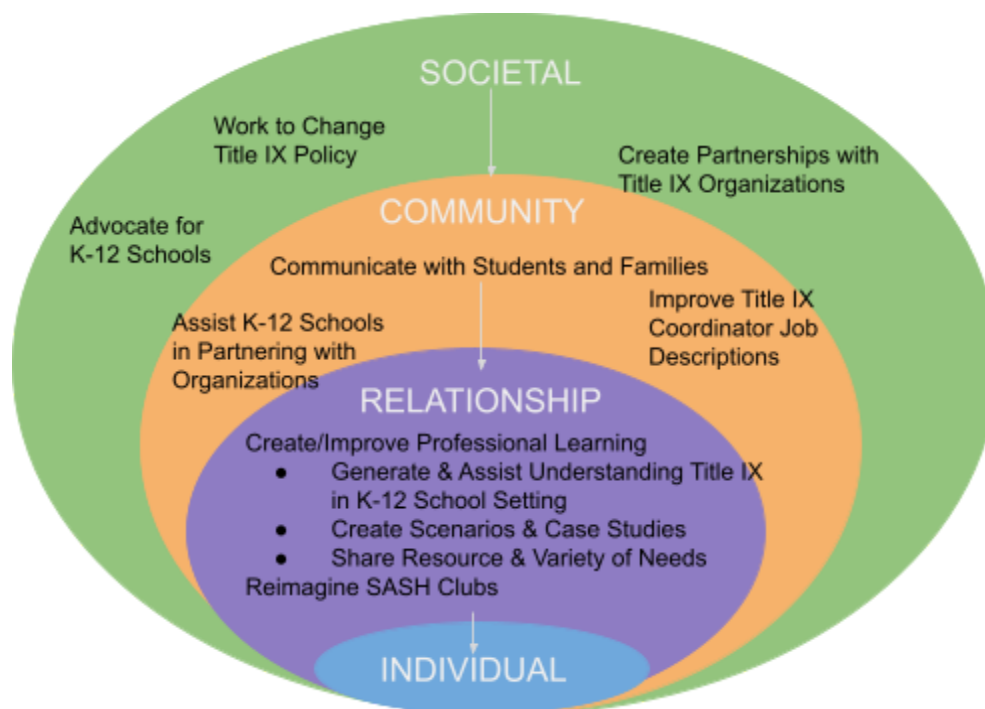 SOCIETAL
Work to Change
Title IX Policy
Create Partnerships with
Title IX Organizations
Advocate for
K-12 Schools
COMMUNITY
Communicate with Students and Families
Assist K-12 Schools
in Partnering with
Organizations
Improve Title IX
Coordinator Job
Descriptions
RELATIONSHIP
Create/Improve Professional Learning
● Generate & Assist Understanding Title IX
in K-12 School Setting
● Create Scenarios & Case Studies
● Share Resource & Variety of Needs
Reimagine SASH Clubs
INDIVIDUAL